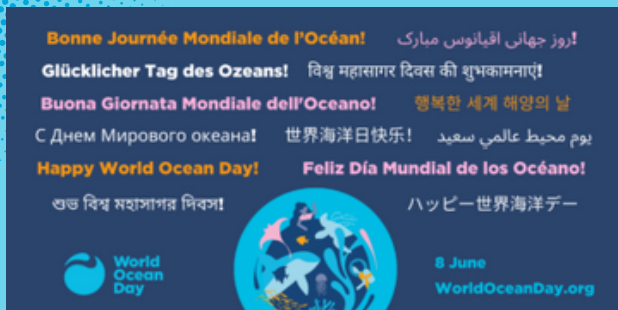 Bonne Journée Mondiale de l'Océan! روز جهانی اقیانوس مبارک!
Glücklicher Tag des Ozeans! विश्व महासागर दिवस की शुभकामनाएं!
Buona Giornata Mondiale dell'Oceano! 행복한 세계 해양의 날
С Днем Мирового океана! 世界海洋日快乐! يوم محيط عالمي سعيد
Happy World Ocean Day! Feliz Día Mundial de los Océano!
শুভ বিশ্ব মহাসাগর দিবস! ハッピー世界海洋デー
World
Ocean
Day
8 June
WorldOceanDay.org